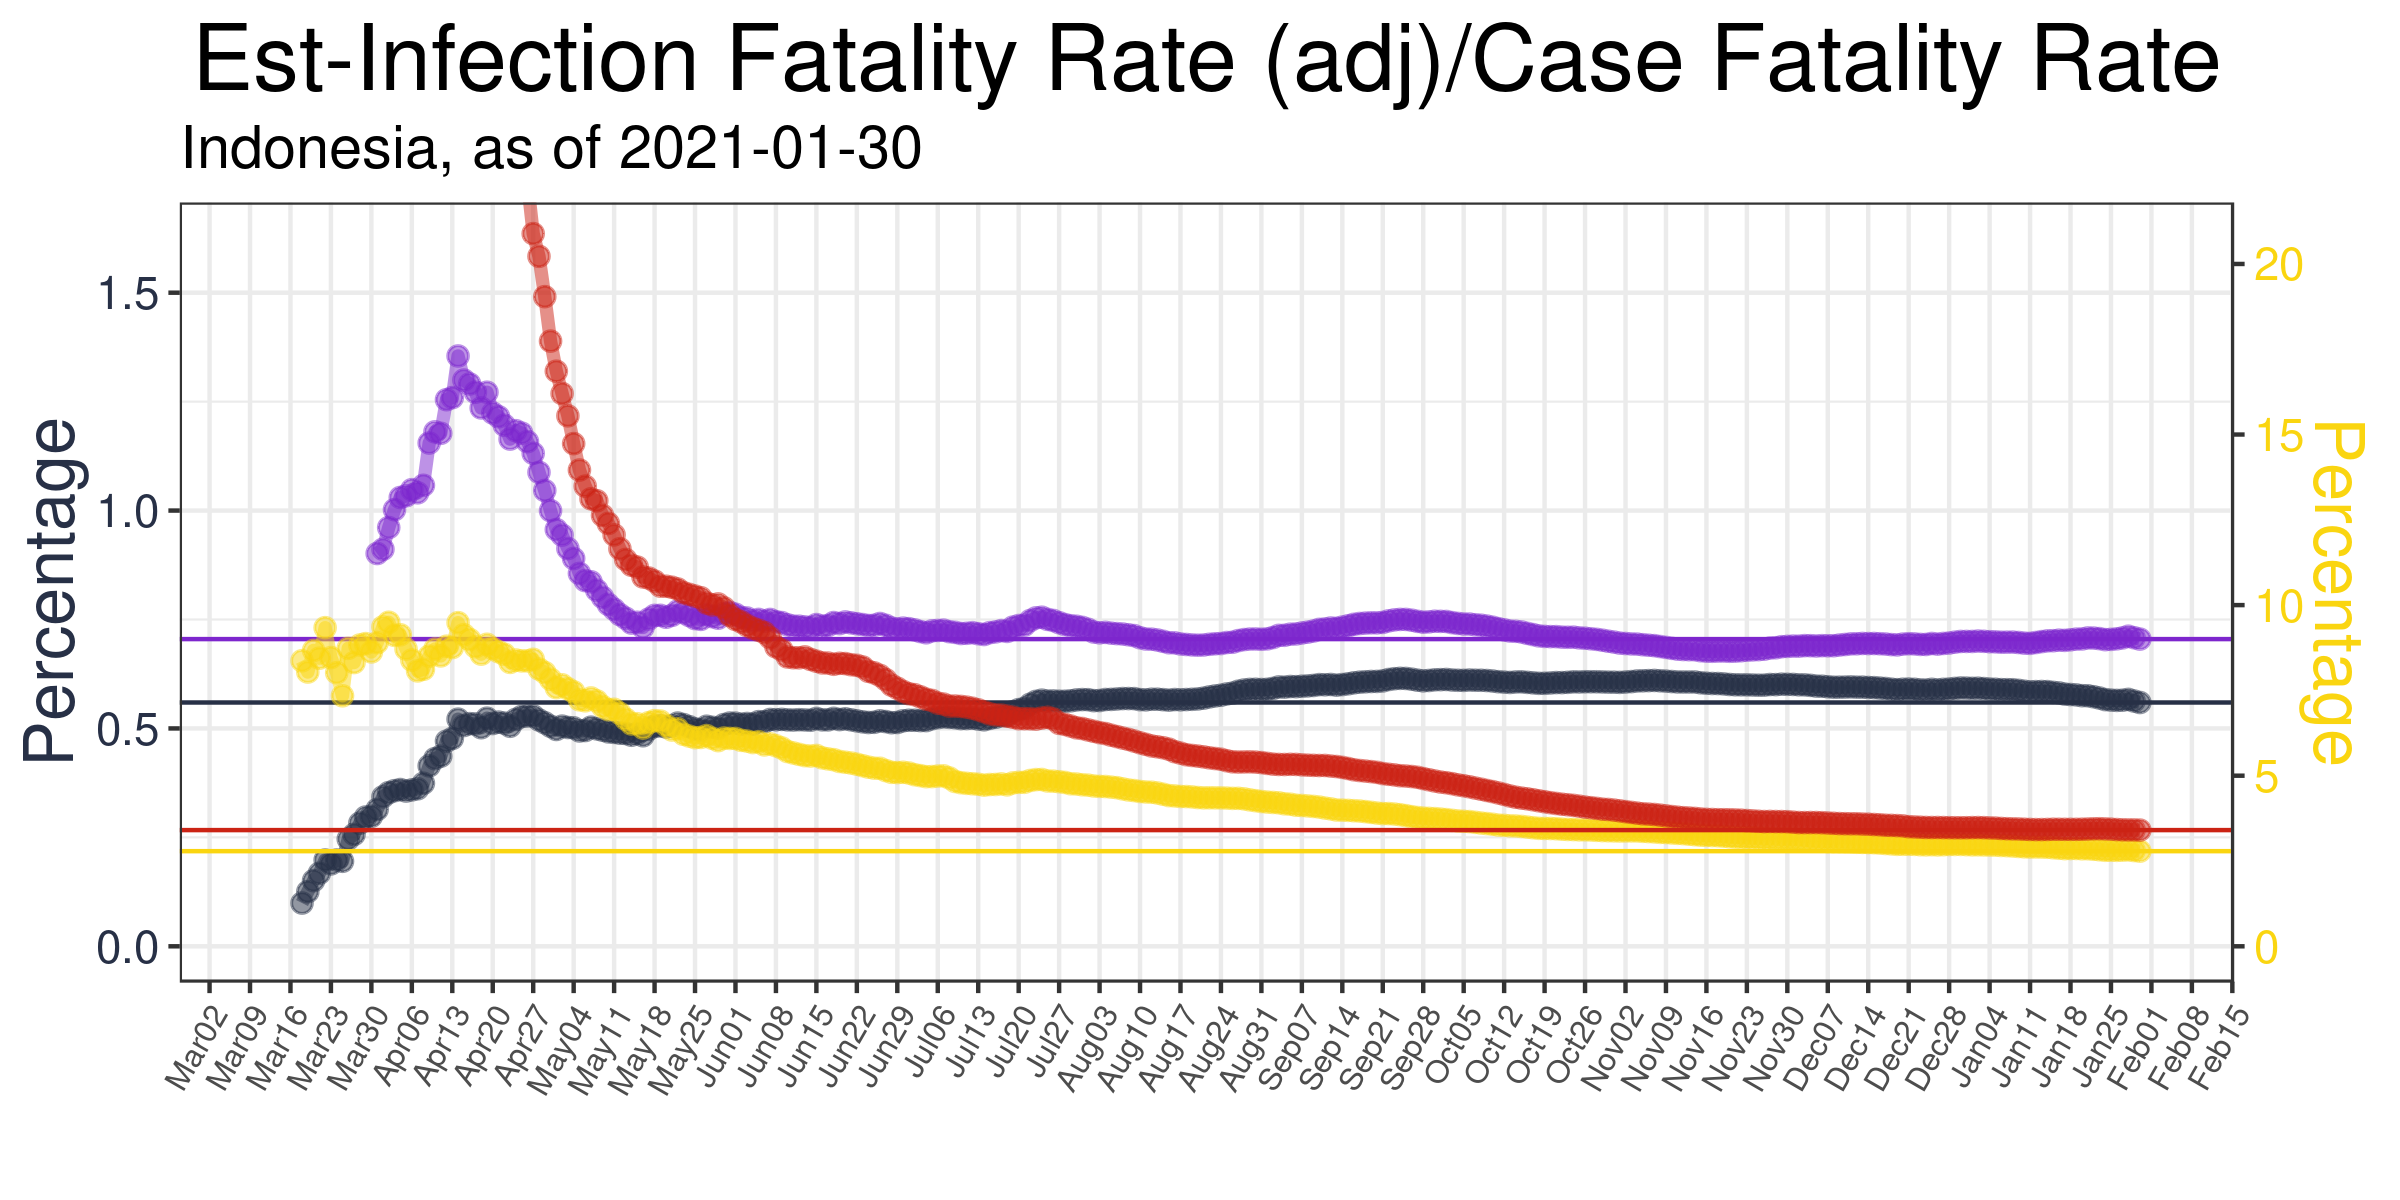 Est-Infection Fatality Rate (adj)/Case Fatality Rate
Indonesia, as of 2021-01-30
Percentage
1.5
1.0
0.5
0.0
20
15
10
5
0
Percentage
Mar02
Mar09
Mar16
Mar23
Mar30
Apr06
Apr13
Apr20
Apr27
May04
May11
May18
May25
Jun01
Jun08
Jun15
Jun22
Jun29
Jul06
Jul13
Jul20
Jul27
Aug03
Aug10
Aug17
Aug24
Aug31
Sep07
Sep14
Sep21
Sep28
Oct05
Oct12
Oct19
Oct26
Nov02
Nov09
Nov16
Nov23
Nov30
Dec07
Dec14
Dec21
Dec28
Jan04
Jan11
Jan18
Jan25
Feb01
Feb08
Feb15